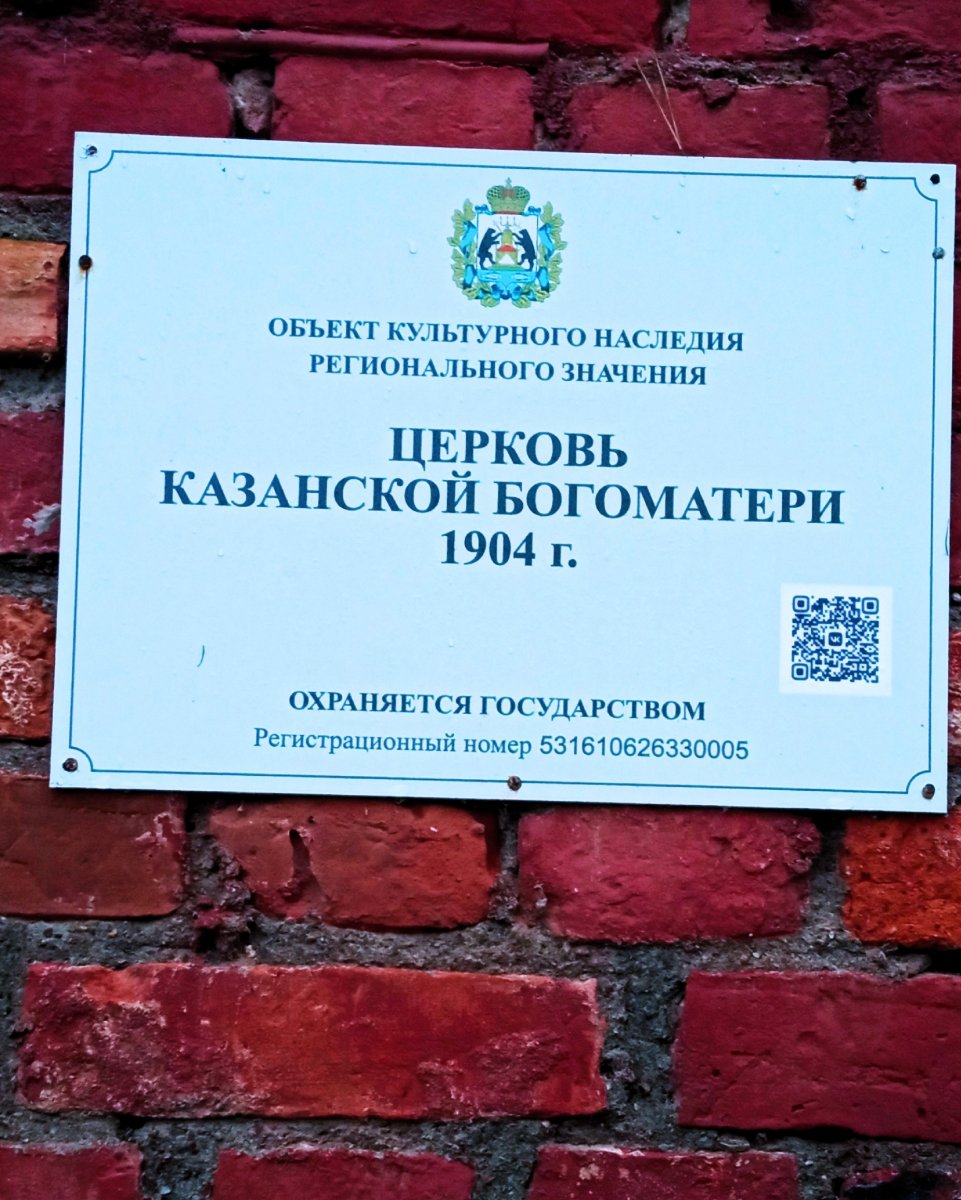 ОБЪЕКТ КУЛЬТУРНОГО НАСЛЕДИЯ
РЕГИОНАЛЬНОГО ЗНАЧЕНИЯ
ЦЕРКОВЬ
КАЗАНСКОЙ БОГОМАТЕРИ
1904 г.
ОХРАНЯЕТСЯ ГОСУДАРСТВОМ
Регистрационный номер 531610626330005